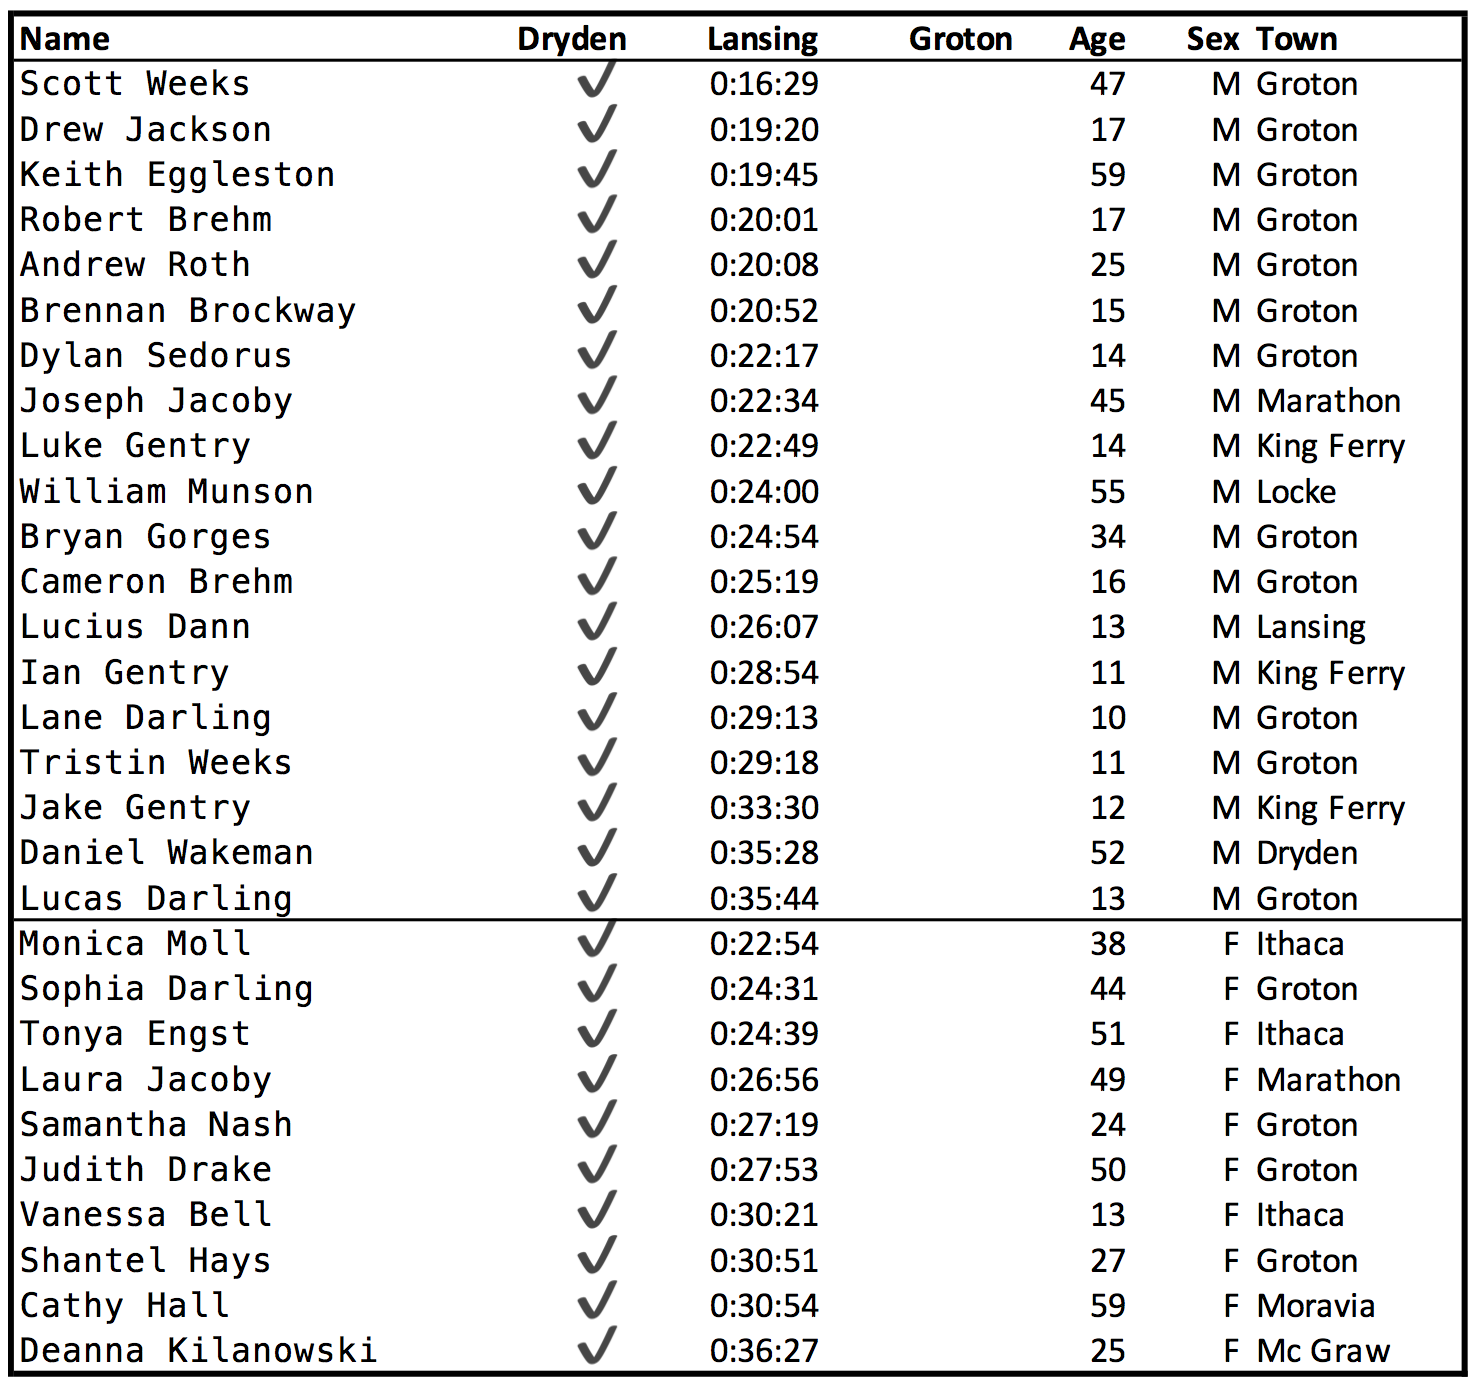 Name Dryden Lansing Groton Age Sex Town
Scott Weeks ✔ 0:16:29 47 M Groton
Drew Jackson ✔ 0:19:20 17 M Groton
Keith Eggleston ✔ 0:19:45 59 M Groton
Robert Brehm ✔ 0:20:01 17 M Groton
Andrew Roth ✔ 0:20:08 25 M Groton
Brennan Brockway ✔ 0:20:52 15 M Groton
Dylan Sedorus ✔ 0:22:17 14 M Groton
Joseph Jacoby ✔ 0:22:34 45 M Marathon
Luke Gentry ✔ 0:22:49 14 M King Ferry
William Munson ✔ 0:24:00 55 M Locke
Bryan Gorges ✔ 0:24:54 34 M Groton
Cameron Brehm ✔ 0:25:19 16 M Groton
Lucius Dann ✔ 0:26:07 13 M Lansing
Ian Gentry ✔ 0:28:54 11 M King Ferry
Lane Darling ✔ 0:29:13 10 M Groton
Tristin Weeks ✔ 0:29:18 11 M Groton
Jake Gentry ✔ 0:33:30 12 M King Ferry
Daniel Wakeman ✔ 0:35:28 52 M Dryden
Lucas Darling ✔ 0:35:44 13 M Groton
Monica Moll ✔ 0:22:54 38 F Ithaca
Sophia Darling ✔ 0:24:31 44 F Groton
Tonya Engst ✔ 0:24:39 51 F Ithaca
Laura Jacoby ✔ 0:26:56 49 F Marathon
Samantha Nash ✔ 0:27:19 24 F Groton
Judith Drake ✔ 0:27:53 50 F Groton
Vanessa Bell ✔ 0:30:21 13 F Ithaca
Shantel Hays ✔ 0:30:51 27 F Groton
Cathy Hall ✔ 0:30:54 59 F Moravia
Deanna Kilanowski ✔ 0:36:27 25 F Mc Graw